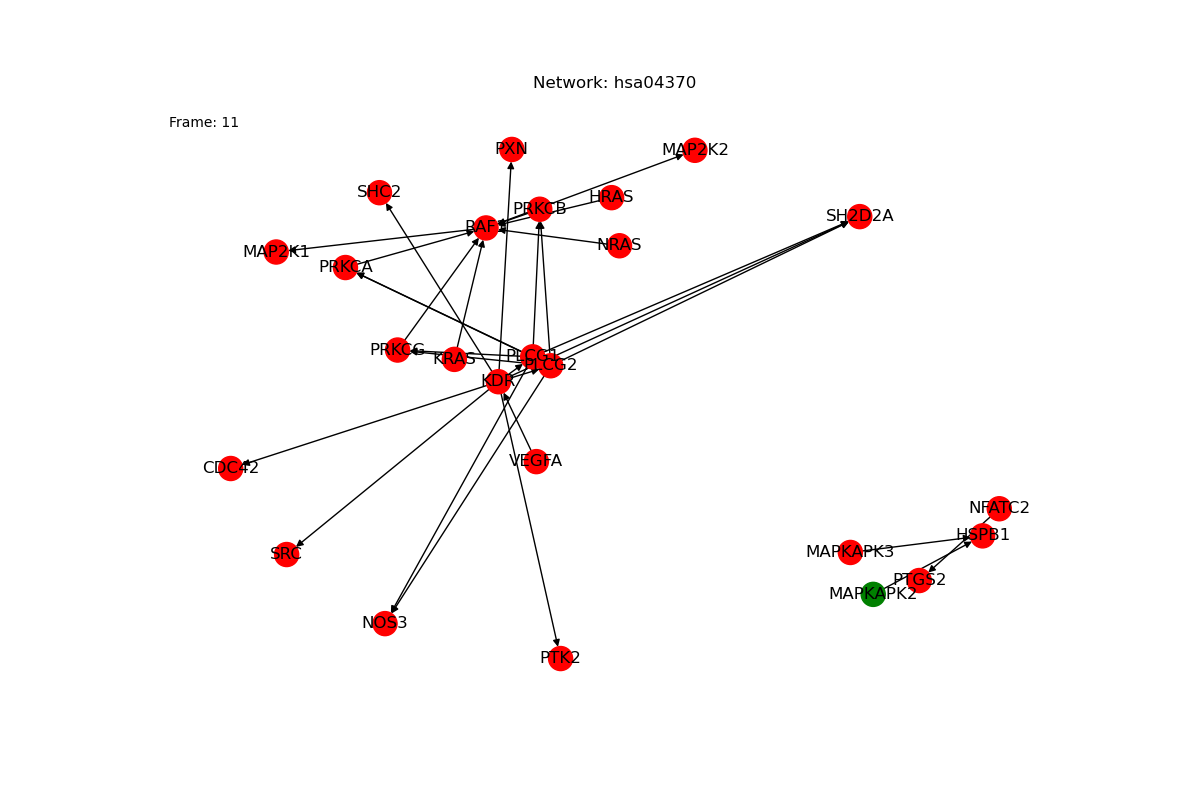 Network: hsa04370
Frame: 11
PXN
MAP2K2
SHC2
HRAS
PRKCB
SH2D2A
RAF1
NRAS
MAP2K1
PRKCA
PRKCG
KRAS
PLCG1
PLCG2
KDR
VEGFA
CDC42
NFATC2
HSPB1
MAPKAPK3
SRC
PTGS2
MAPKAPK2
NOS3
PTK2